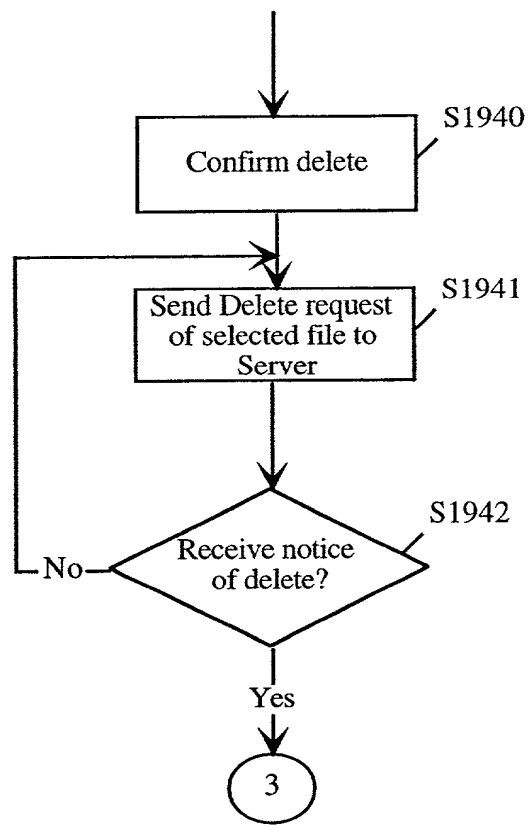 S1940
Confirm delete
S1941
Send Delete request
of selected file to
Server
S1942
Receive notice
of delete?
No
Yes
3